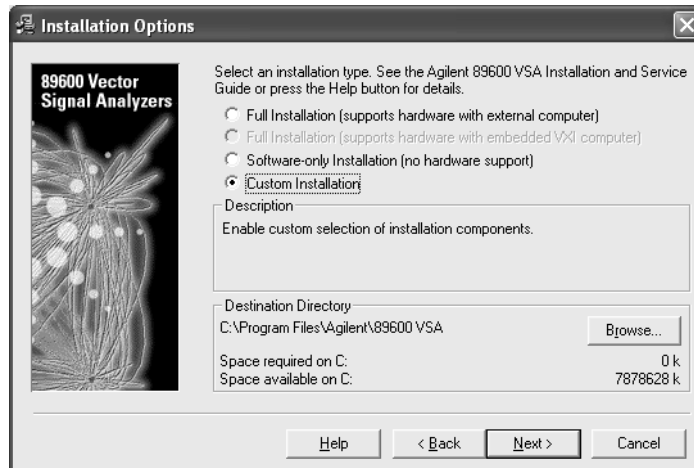 Installation Options
89600 Vector
Signal Analyzers
Select an installation type. See the Agilent 89600 VSA Installation and Service
Guide or press the Help button for details.
Full Installation (supports hardware with external computer)
Full Installation (supports hardware with embedded VXI computer)
Software-only Installation (no hardware support)
Custom Installation
Description
Enable custom selection of installation components.
Destination Directory
C:\Program Files\Agilent\89600 VSA
Browse...
Space required on C: 0 k
Space available on C: 7878628 k
Help < Back Next > Cancel